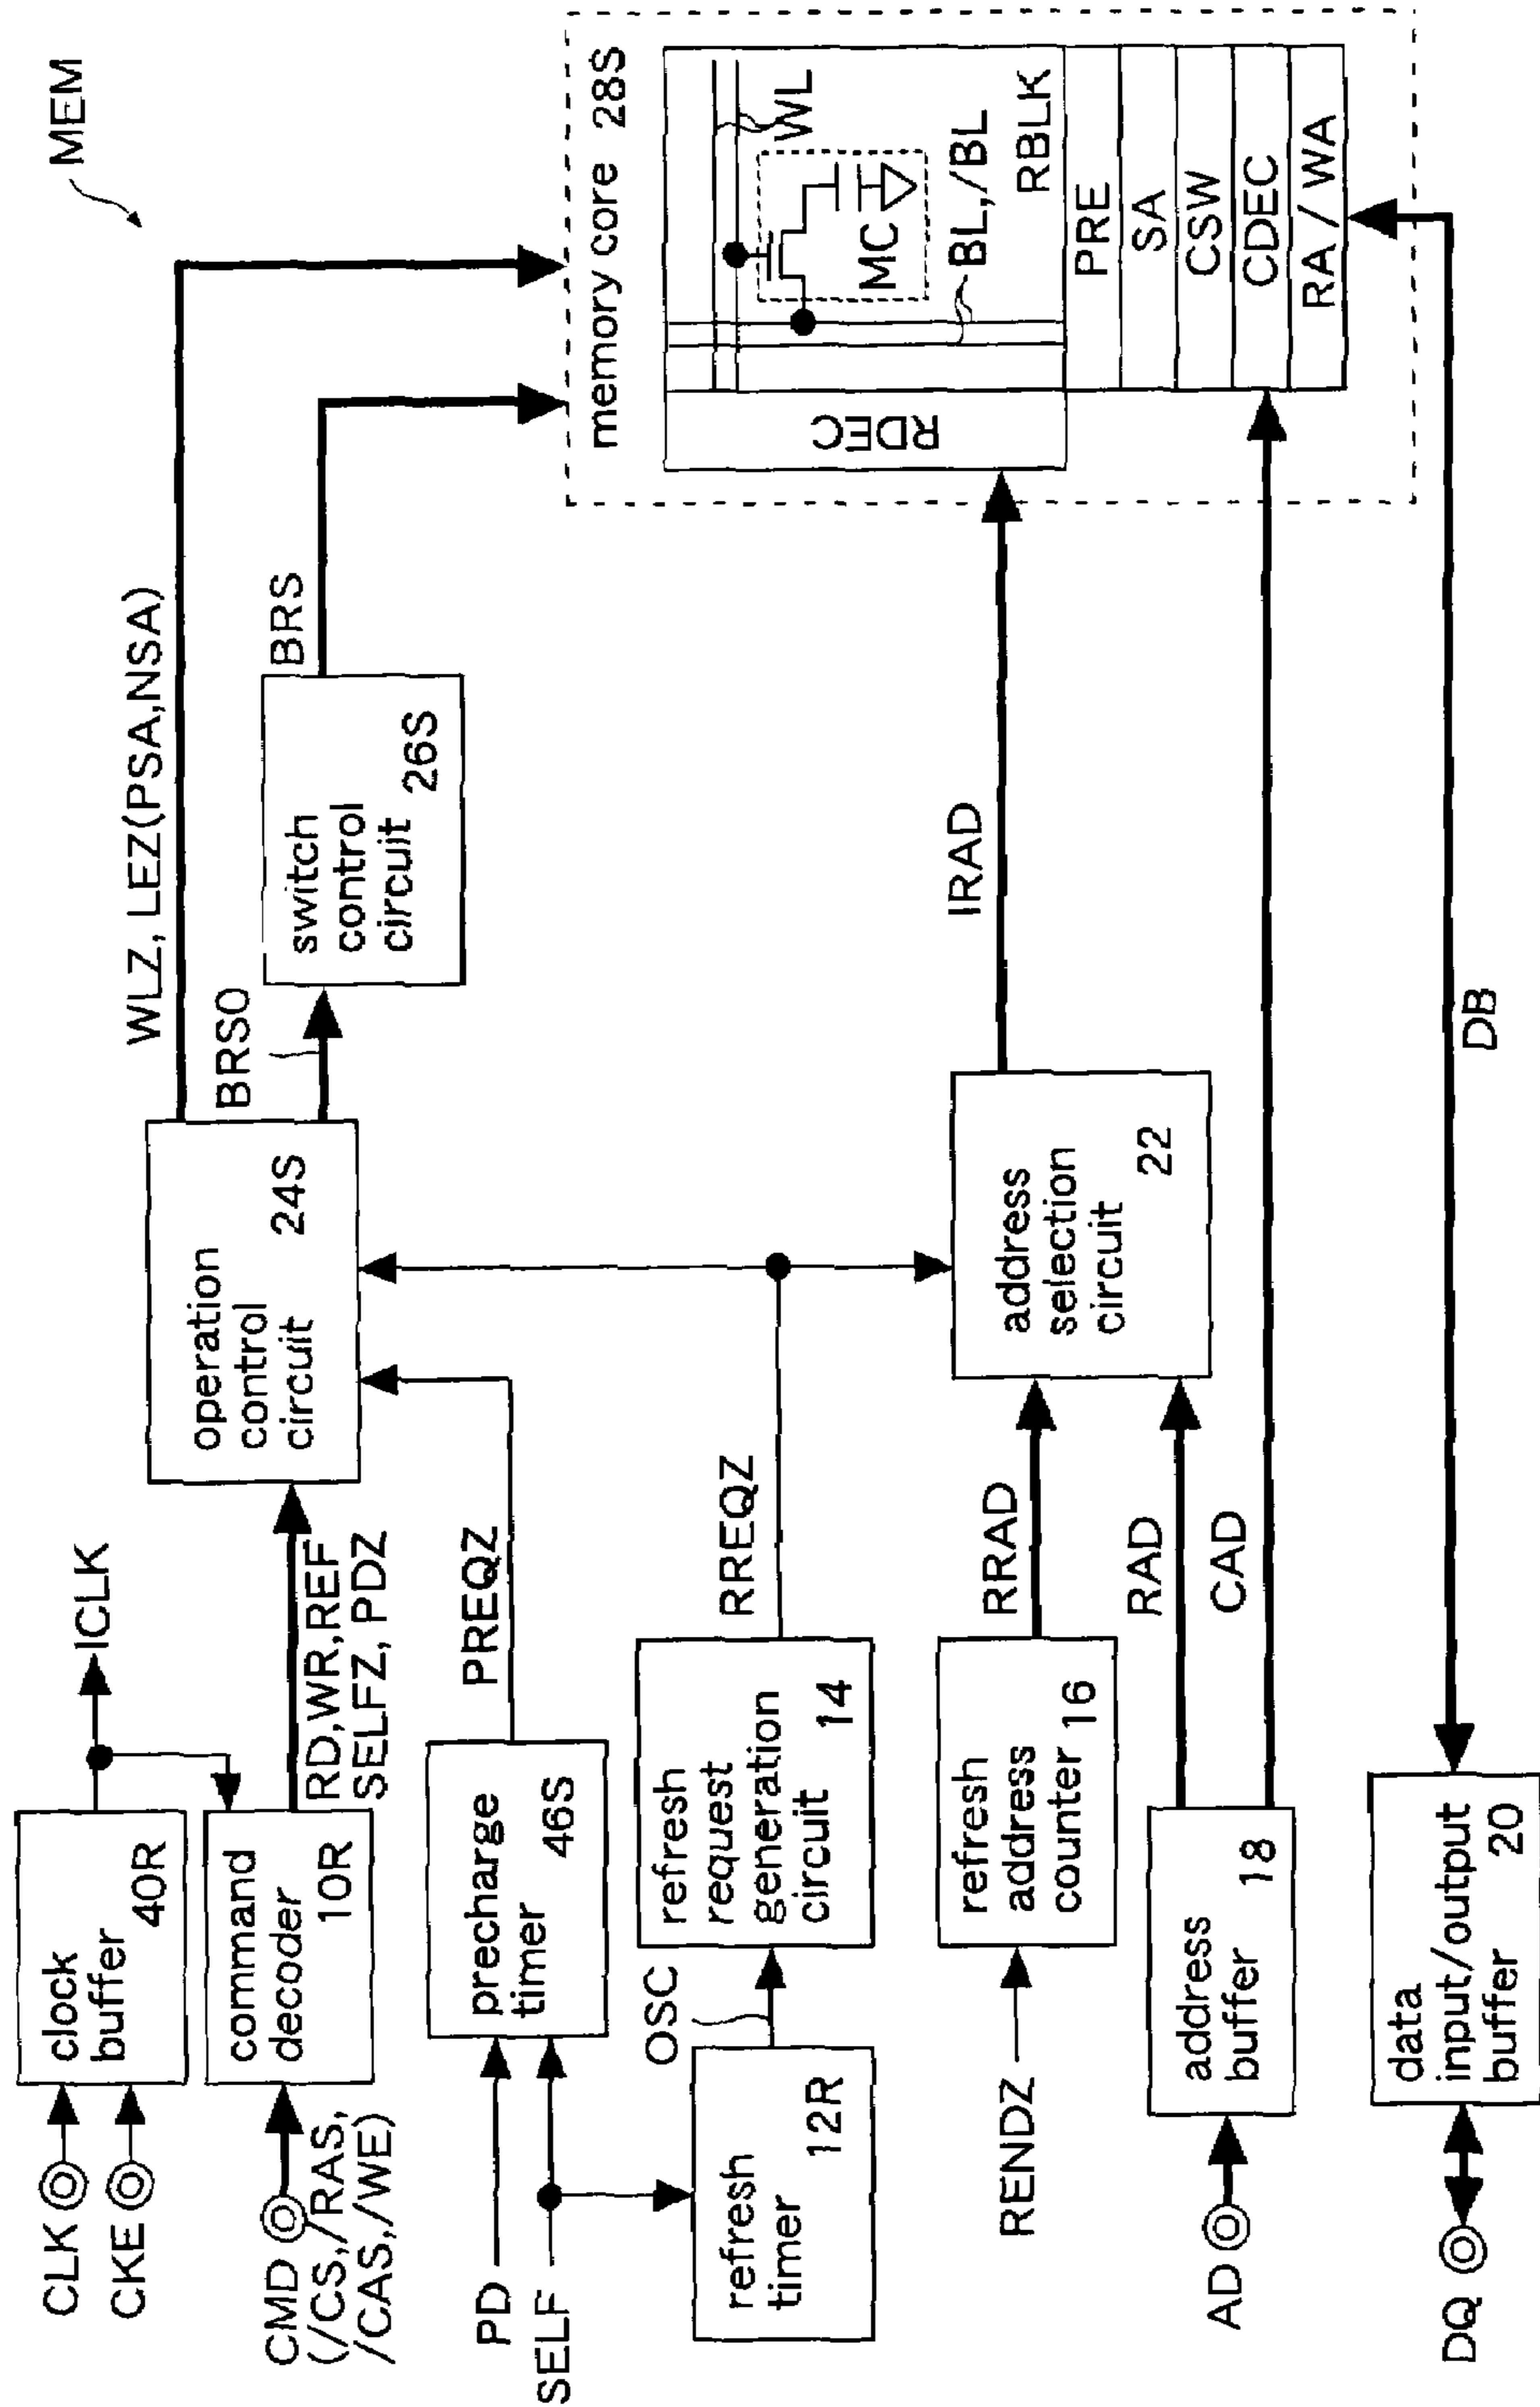 MEM
CLK
CKE
clock
buffer
40R
ICLK
CMD
(/CS,/RAS,
/CAS,/WE)
command
decoder
10R
RD,WR,REF
SELFZ, PDZ
operation
control
circuit
24S
WLZ, LEZ(PSA,NSA)
BRS0
switch
control
circuit
26S
BRS
PD
SELF
precharge
timer
46S
PREQZ
refresh
timer
12R
OSC
refresh
request
generation
circuit
14
RREQZ
RENDZ
refresh
address
counter 16
RRAD
address
selection
circuit
22
IRAD
AD
address
buffer
18
RAD
CAD
DQ
data
input/output
buffer
20
DB
memory core 28S
RDEC
WL
MC
BL,/BL
RBLK
PRE
SA
CSW
CDEC
RA / WA